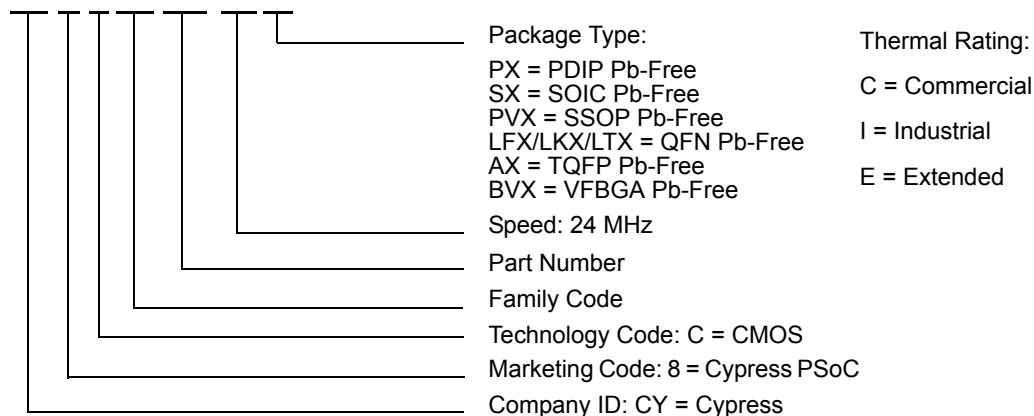 Package Type:
PX = PDIP Pb-Free
SX = SOIC Pb-Free
PVX = SSOP Pb-Free
LFX/LKX/LTX = QFN Pb-Free
AX = TQFP Pb-Free
BVX = VFBGA Pb-Free
Thermal Rating:
C = Commercial
I = Industrial
E = Extended
Speed: 24 MHz
Part Number
Family Code
Technology Code: C = CMOS
Marketing Code: 8 = Cypress PSoC
Company ID: CY = Cypress